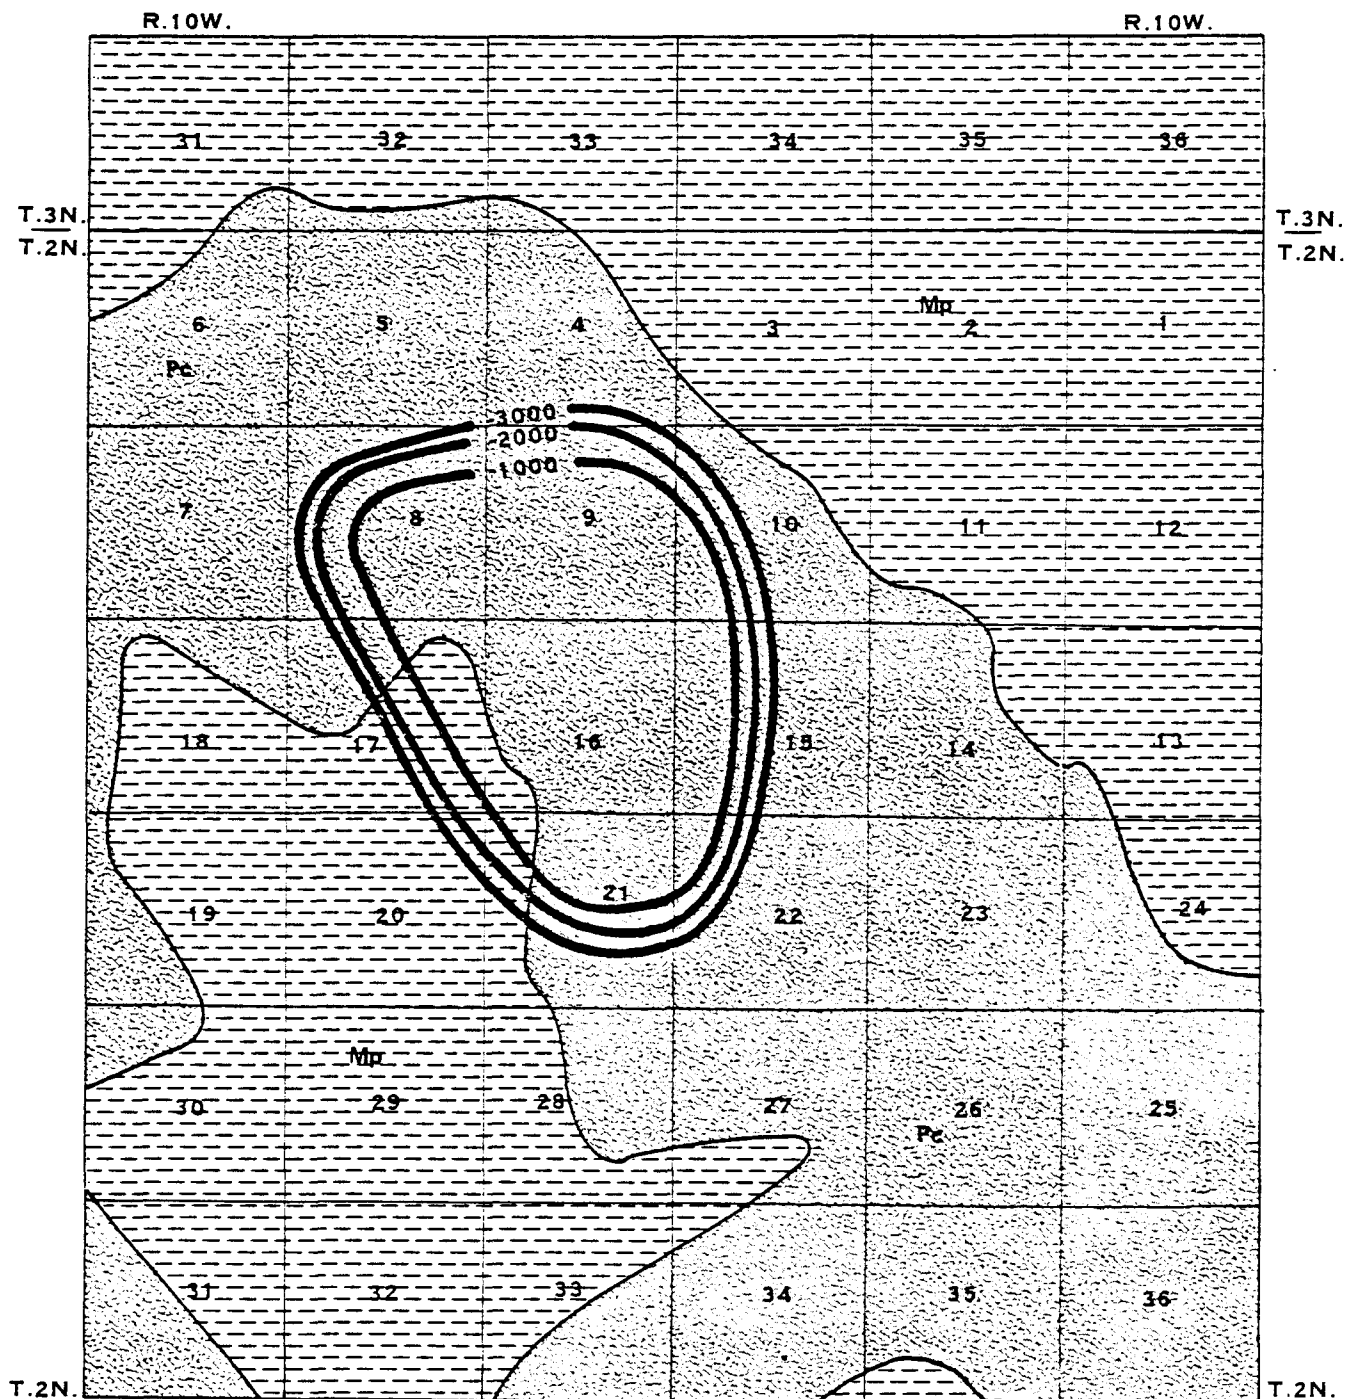 R.10W. R.10W.
31 32 33 34 35 36
T.3N. T.3N.
T.2N. T.2N.
Mp
6 5 4 3 2 1
Pc
-3000
-2000
-1000
7 8 9 10 11 12
18 17 16 15 14 13
19 20 21 22 23 24
Mp
30 29 28 27 26 25
Pc
31 32 33 34 35 36
T.2N. T.2N.